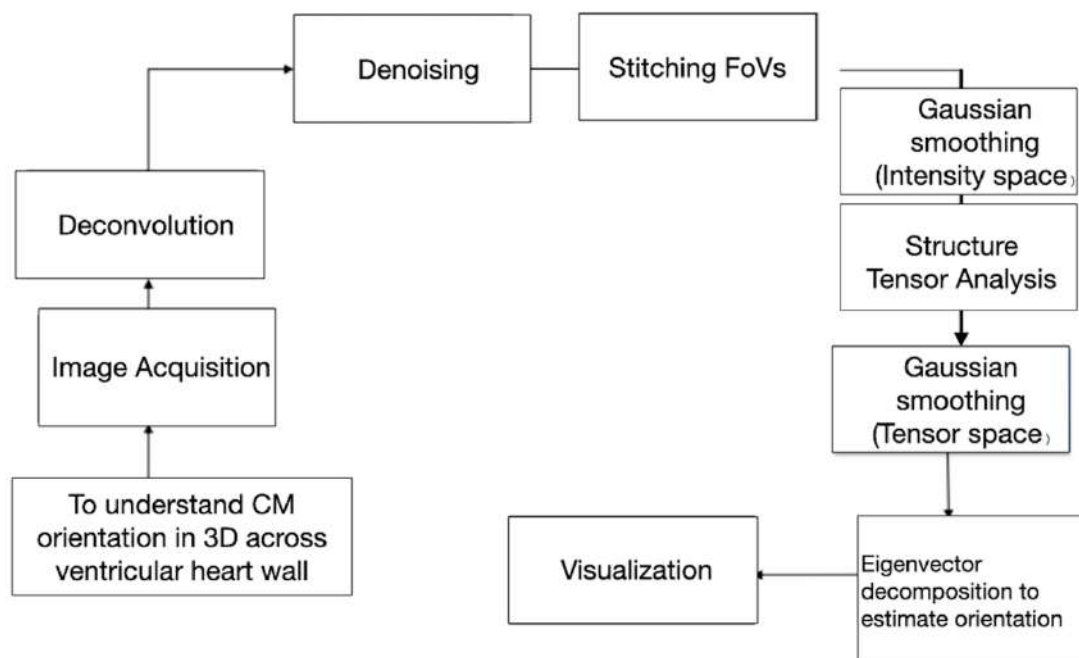 To understand CM
orientation in 3D across
ventricular heart wall
Image Acquisition
Deconvolution
Denoising
Stitching FoVs
Gaussian
smoothing
(Intensity space)
Structure
Tensor Analysis
Gaussian
smoothing
(Tensor space)
Eigenvector
decomposition to
estimate orientation
Visualization